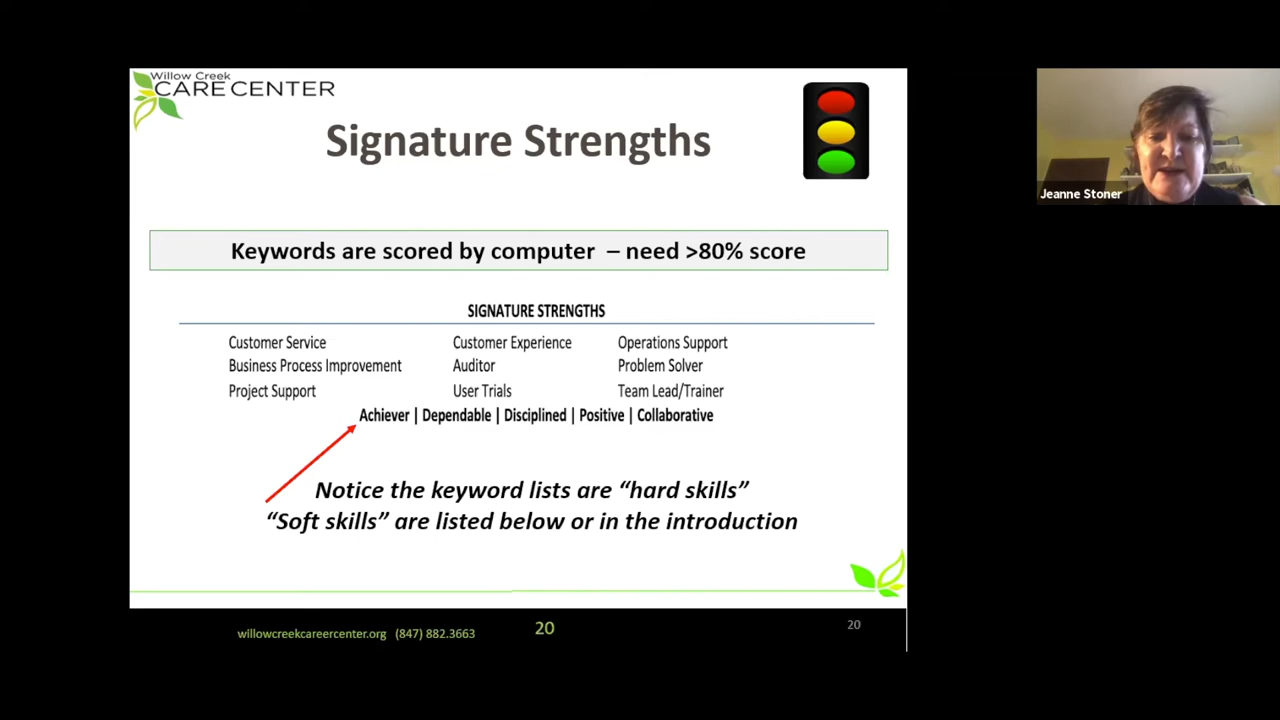 Willow Creek
CARE CENTER
Signature Strengths
Jeanne Stoner
Keywords are scored by computer – need >80% score
SIGNATURE STRENGTHS
Customer Service Customer Experience Operations Support
Business Process Improvement Auditor Problem Solver
Project Support User Trials Team Lead/Trainer
Achiever | Dependable | Disciplined | Positive | Collaborative
Notice the keyword lists are “hard skills”
“Soft skills” are listed below or in the introduction
willowcreekcareercenter.org (847) 882.3663 20 20